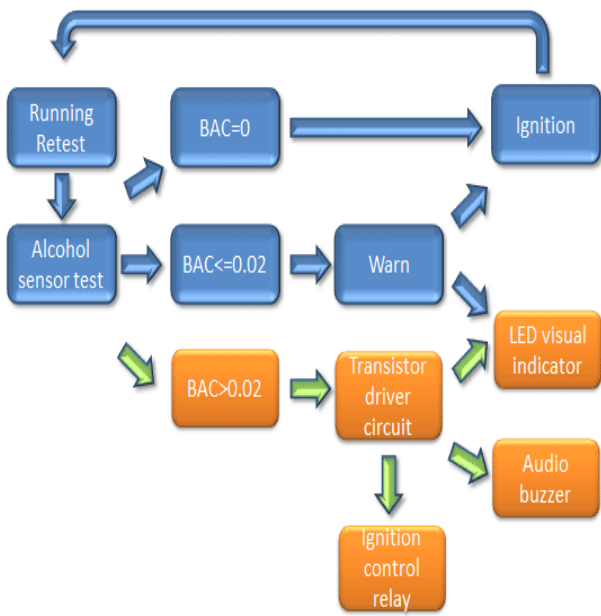 Running
Retest
BAC=0
Ignition
Alcohol
sensor test
BAC<=0.02
Warn
LED visual
indicator
BAC>0.02
Transistor
driver
circuit
Audio
buzzer
Ignition
control
relay